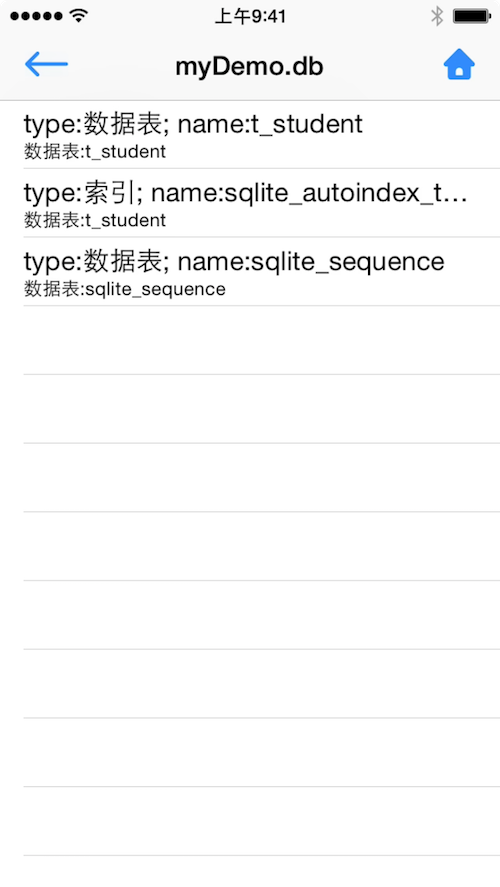 上午9:41
myDemo.db
type:数据表; name:t_student
数据表:t_student
type:索引; name:sqlite_autoindex_t...
数据表:t_student
type:数据表; name:sqlite_sequence
数据表:sqlite_sequence